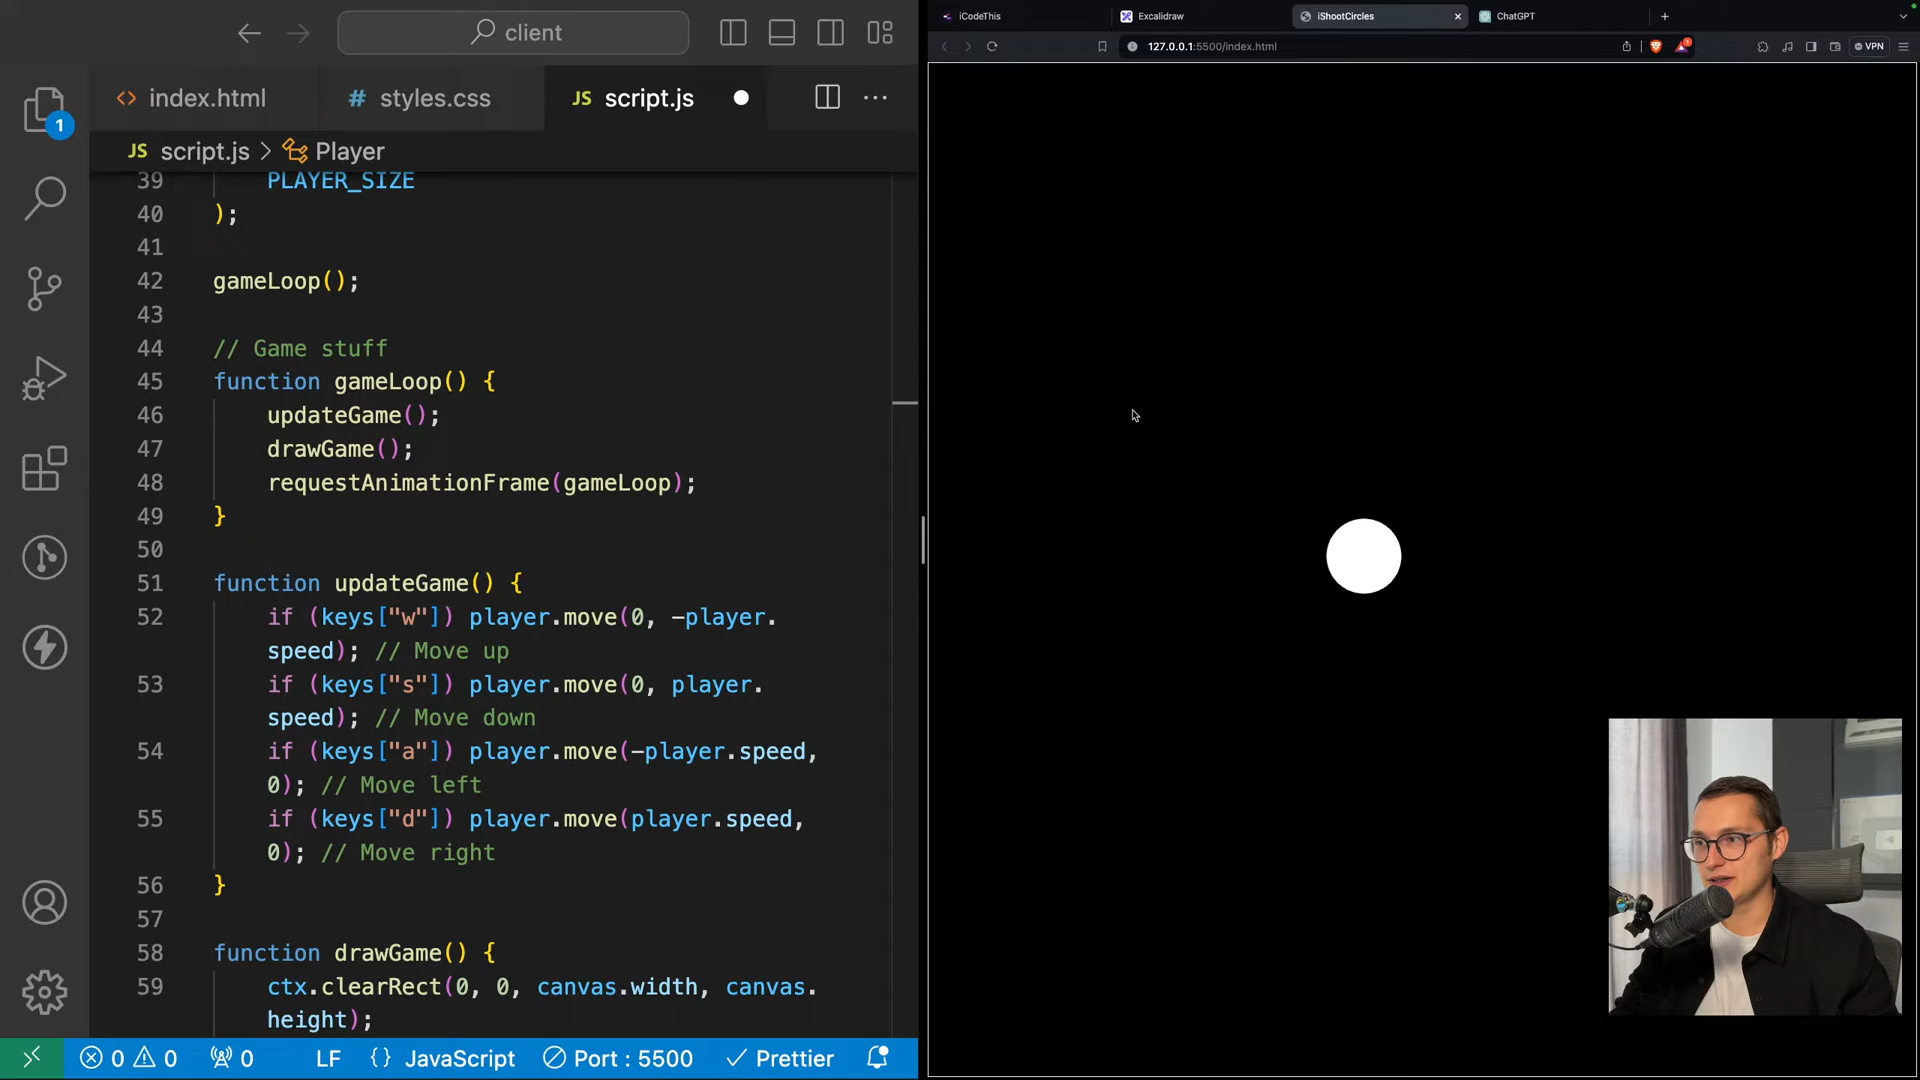 client
index.html
styles.css
script.js
script.js > Player
39 PLAYER_SIZE
40 );
41
42 gameLoop();
43
44 // Game stuff
45 function gameLoop() {
46 updateGame();
47 drawGame();
48 requestAnimationFrame(gameLoop);
49 }
50
51 function updateGame() {
52 if (keys["w"]) player.move(0, -player.
speed); // Move up
53 if (keys["s"]) player.move(0, player.
speed); // Move down
54 if (keys["a"]) player.move(-player.speed,
0); // Move left
55 if (keys["d"]) player.move(player.speed,
0); // Move right
56 }
57
58 function drawGame() {
59 ctx.clearRect(0, 0, canvas.width, canvas.
height);
1
JS
JS
0 0 0 LF {} JavaScript Port : 5500 Prettier
iCodeThis
Excalidraw
iShootCircles
ChatGPT
127.0.0.1:5500/index.html
1
VPN